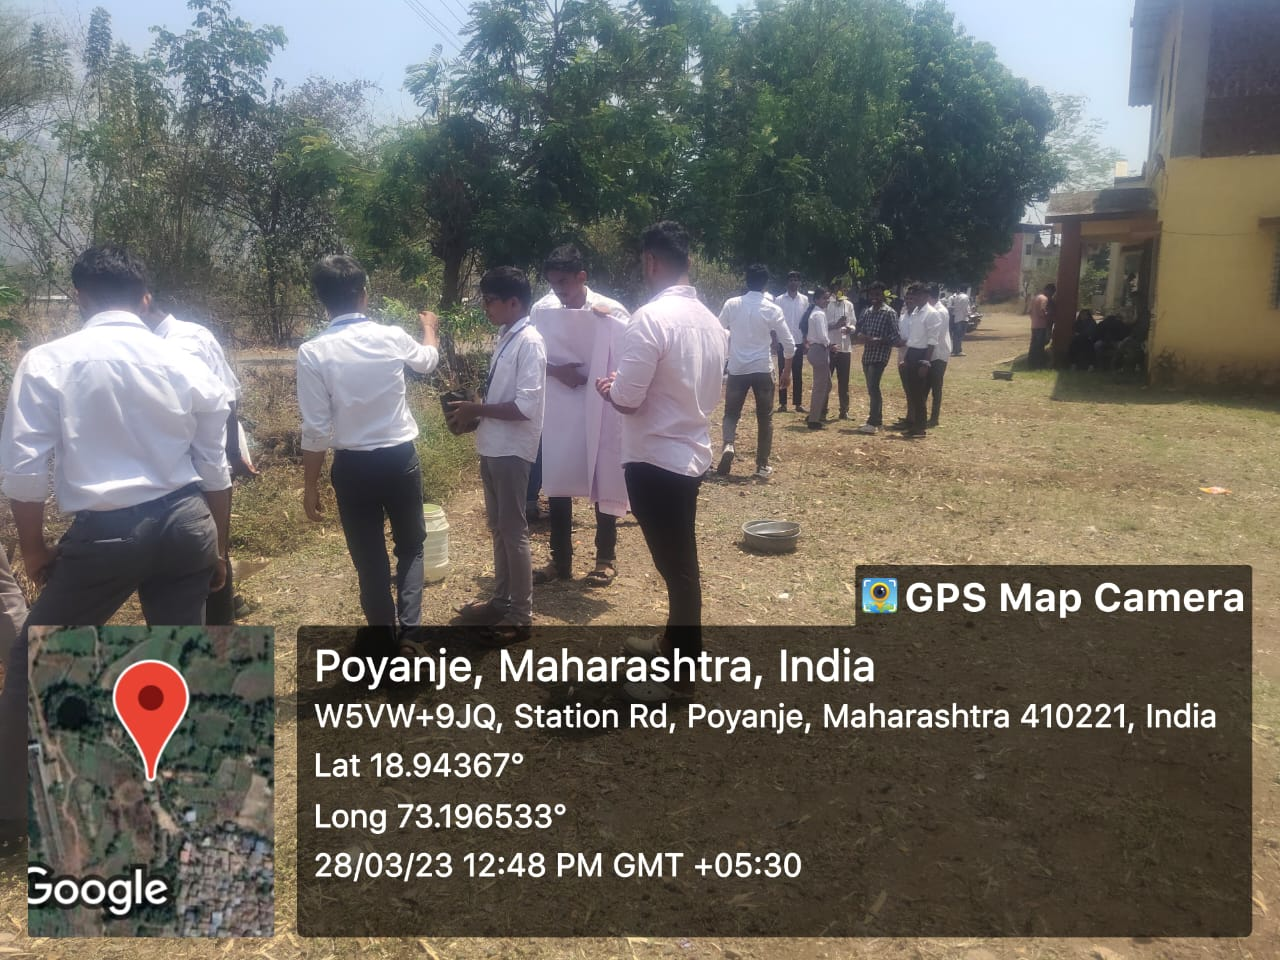 GPS Map Camera
Poyanje, Maharashtra, India
W5VW+9JQ, Station Rd, Poyanje, Maharashtra 410221, India
Lat 18.94367°
Long 73.196533°
28/03/23 12:48 PM GMT +05:30
Google